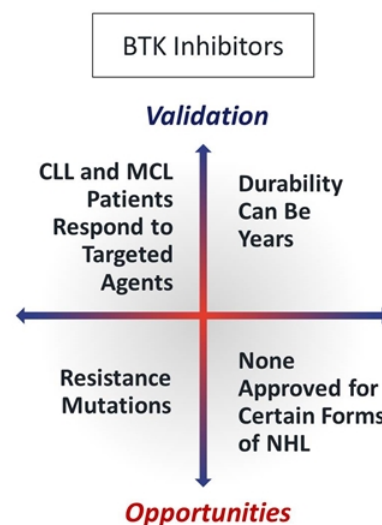 BTK Inhibitors
Validation
CLL and MCL
Patients
Respond to
Targeted
Agents
Durability
Can Be
Years
Resistance
Mutations
None
Approved for
Certain Forms
of NHL
Opportunities